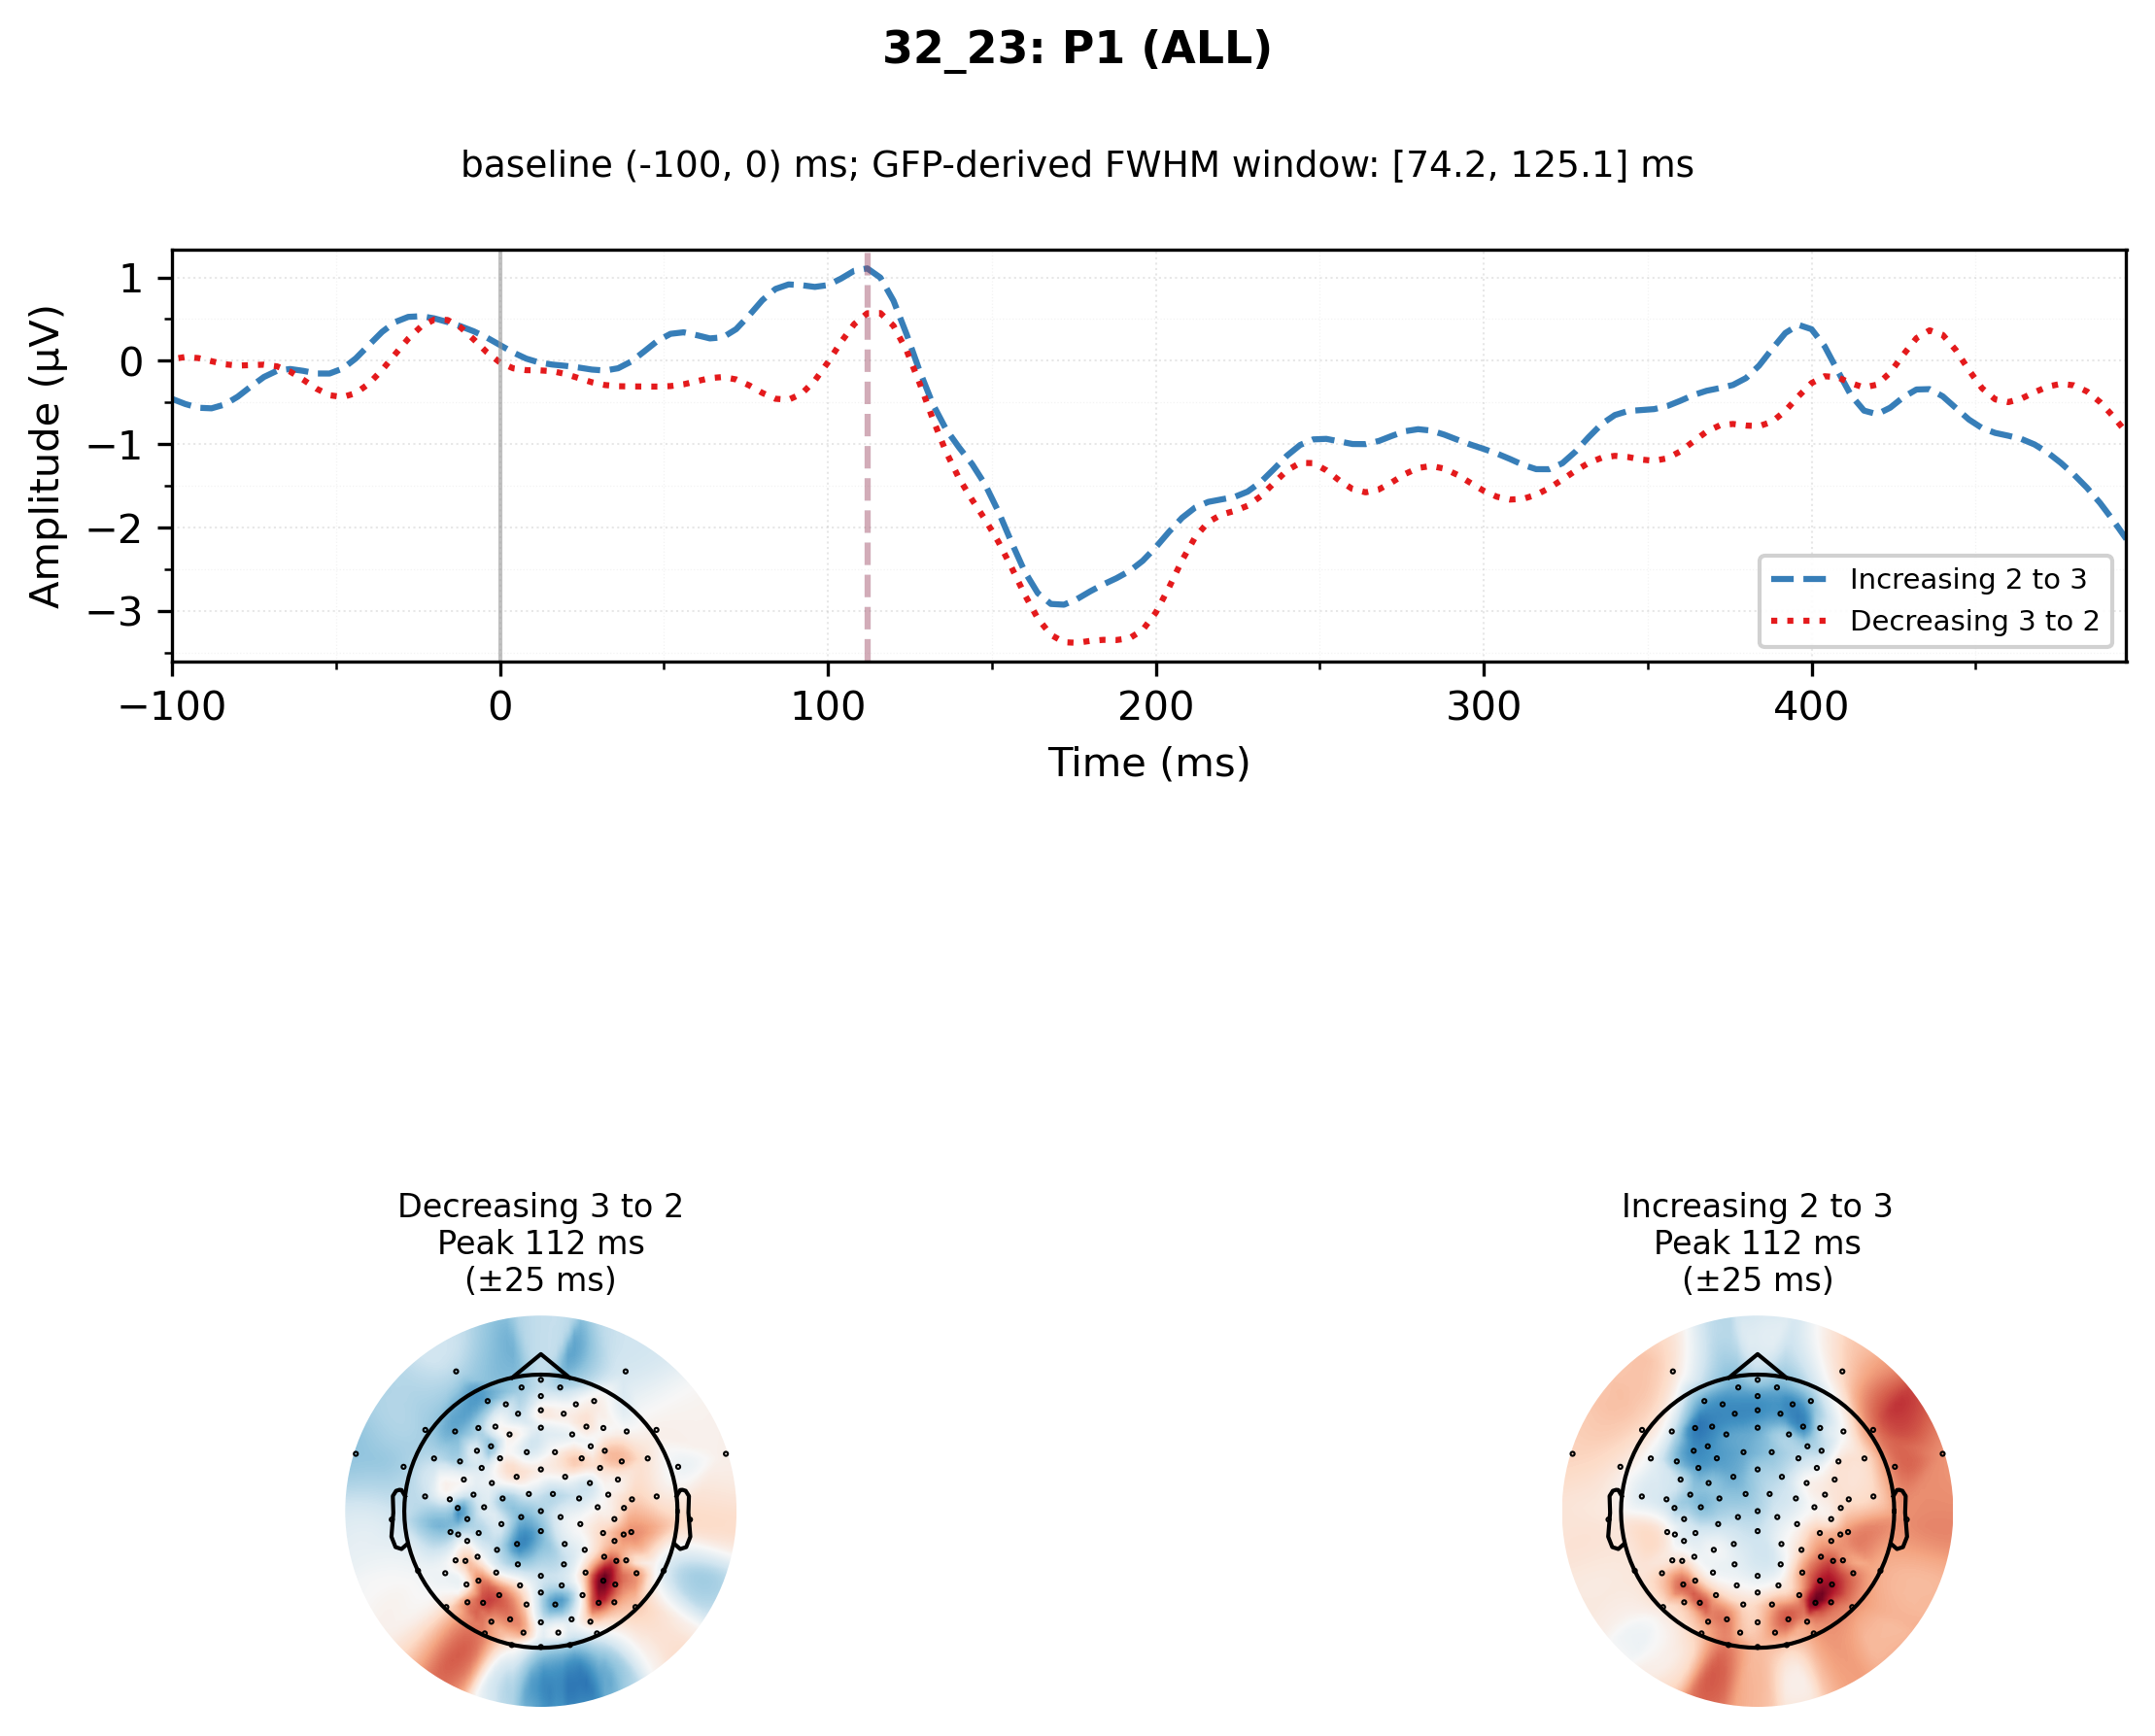 32_23: P1 (ALL)
baseline (-100, 0) ms; GFP-derived FWHM window: [74.2, 125.1] ms
Amplitude (µV)
1
0
−1
−2
−3
Increasing 2 to 3
Decreasing 3 to 2
−100
0
100
200
300
400
Time (ms)
Decreasing 3 to 2
Peak 112 ms
(±25 ms)
Increasing 2 to 3
Peak 112 ms
(±25 ms)